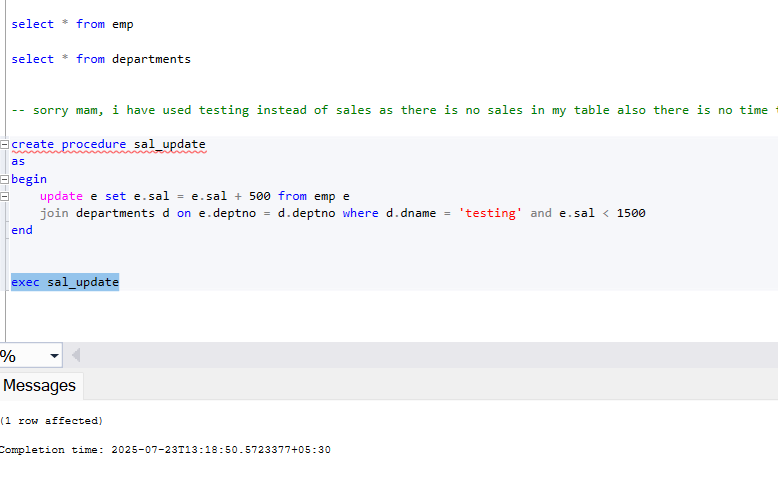 select * from emp
select * from departments
-- sorry mam, i have used testing instead of sales as there is no sales in my table also there is no time
create procedure sal_update
as
begin
update e set e.sal = e.sal + 500 from emp e
join departments d on e.deptno = d.deptno where d.dname = 'testing' and e.sal < 1500
end
exec sal_update
%
Messages
(1 row affected)
Completion time: 2025-07-23T13:18:50.5723377+05:30